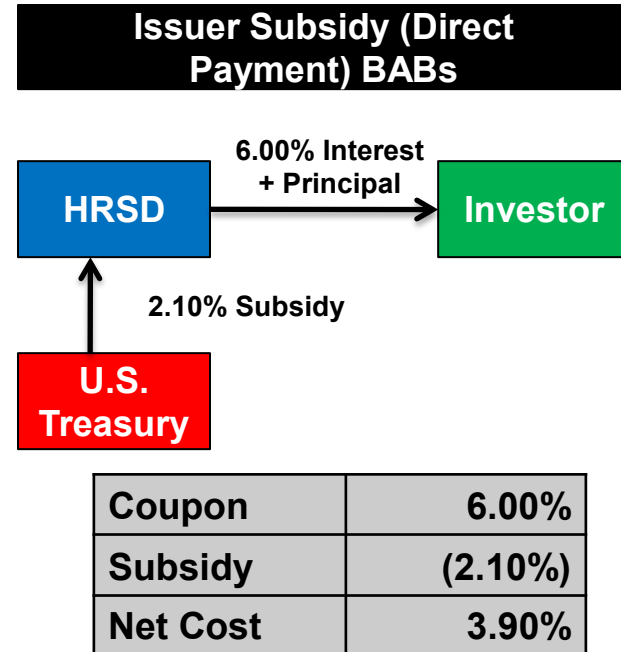 Issuer Subsidy (Direct
Payment) BABs
6.00% Interest
+ Principal
HRSD
Investor
2.10% Subsidy
U.S.
Treasury
Coupon 6.00%
Subsidy (2.10%)
Net Cost 3.90%